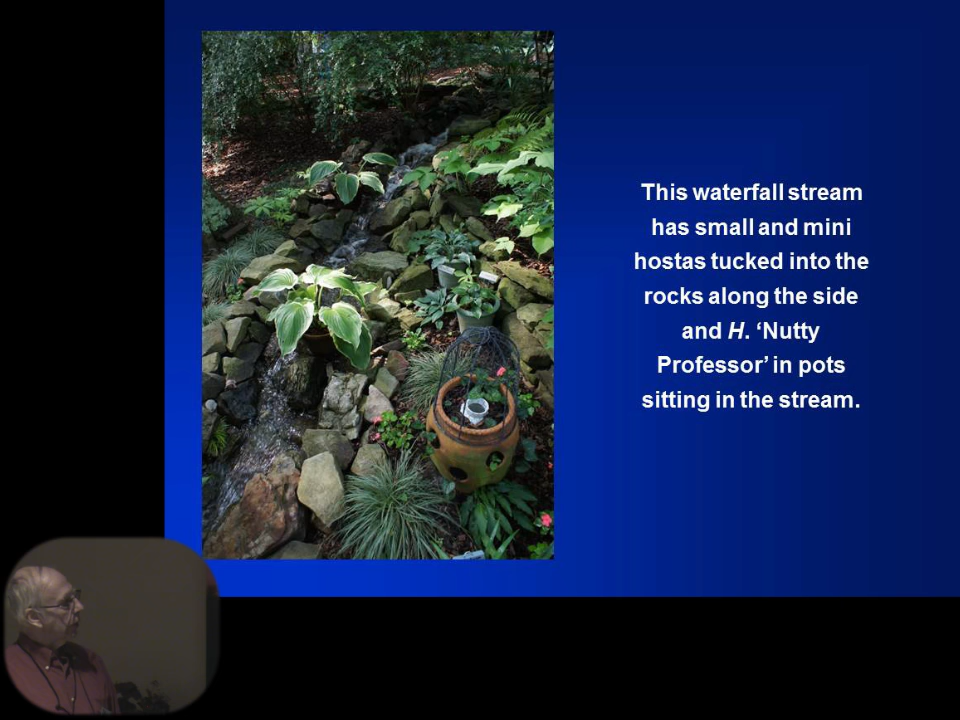 This waterfall stream
has small and mini
hostas tucked into the
rocks along the side
and H. ‘Nutty
Professor’ in pots
sitting in the stream.